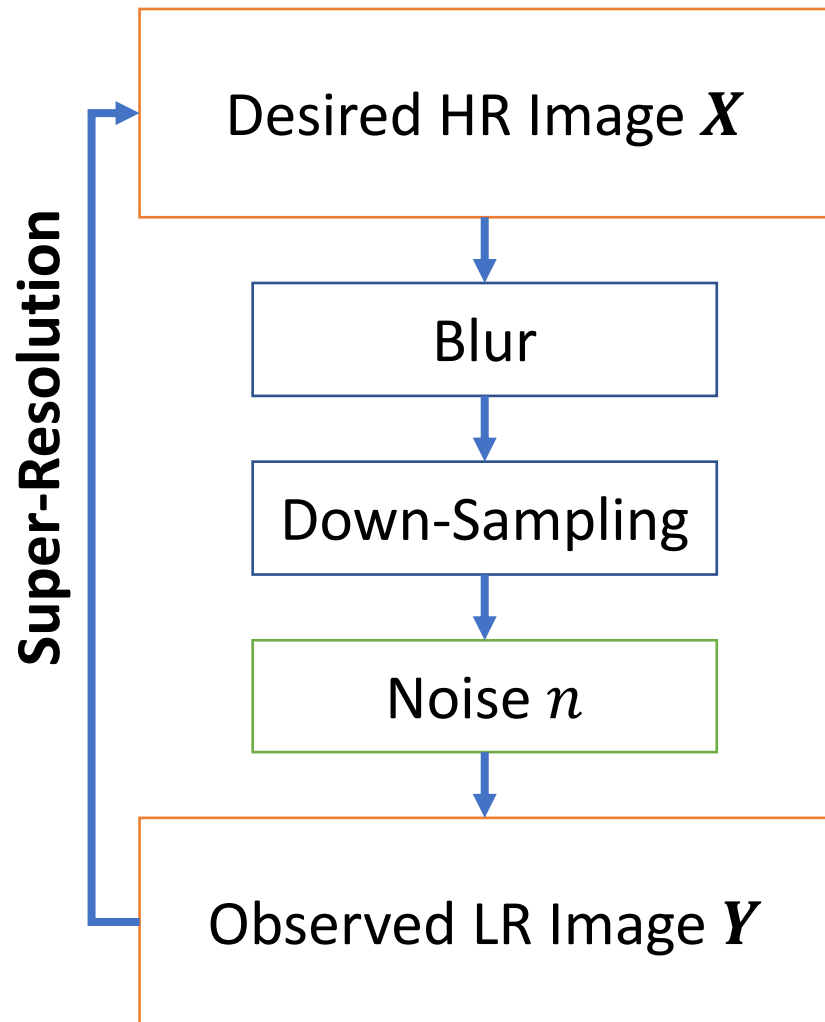 Desired HR Image X
Blur
Down-Sampling
Noise n
Observed LR Image Y
Super-Resolution